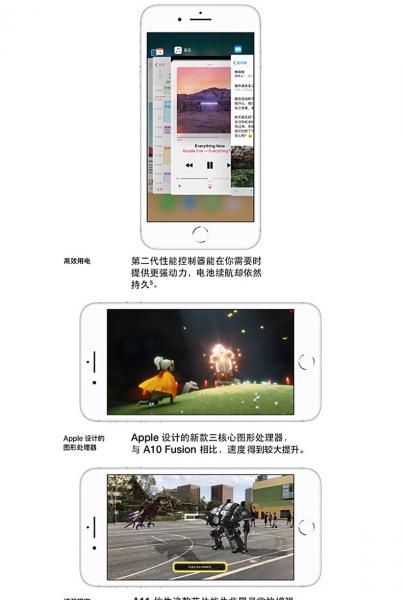 音乐
Everything Now
Arcade Fire — Everything Now
高效用电
第二代性能控制器能在你需要时
提供更强动力，电池续航却依然
持久⁵。
Apple 设计的
图形处理器
Apple 设计的新款三核心图形处理器，
与 A10 Fusion 相比，速度得到较大提升。